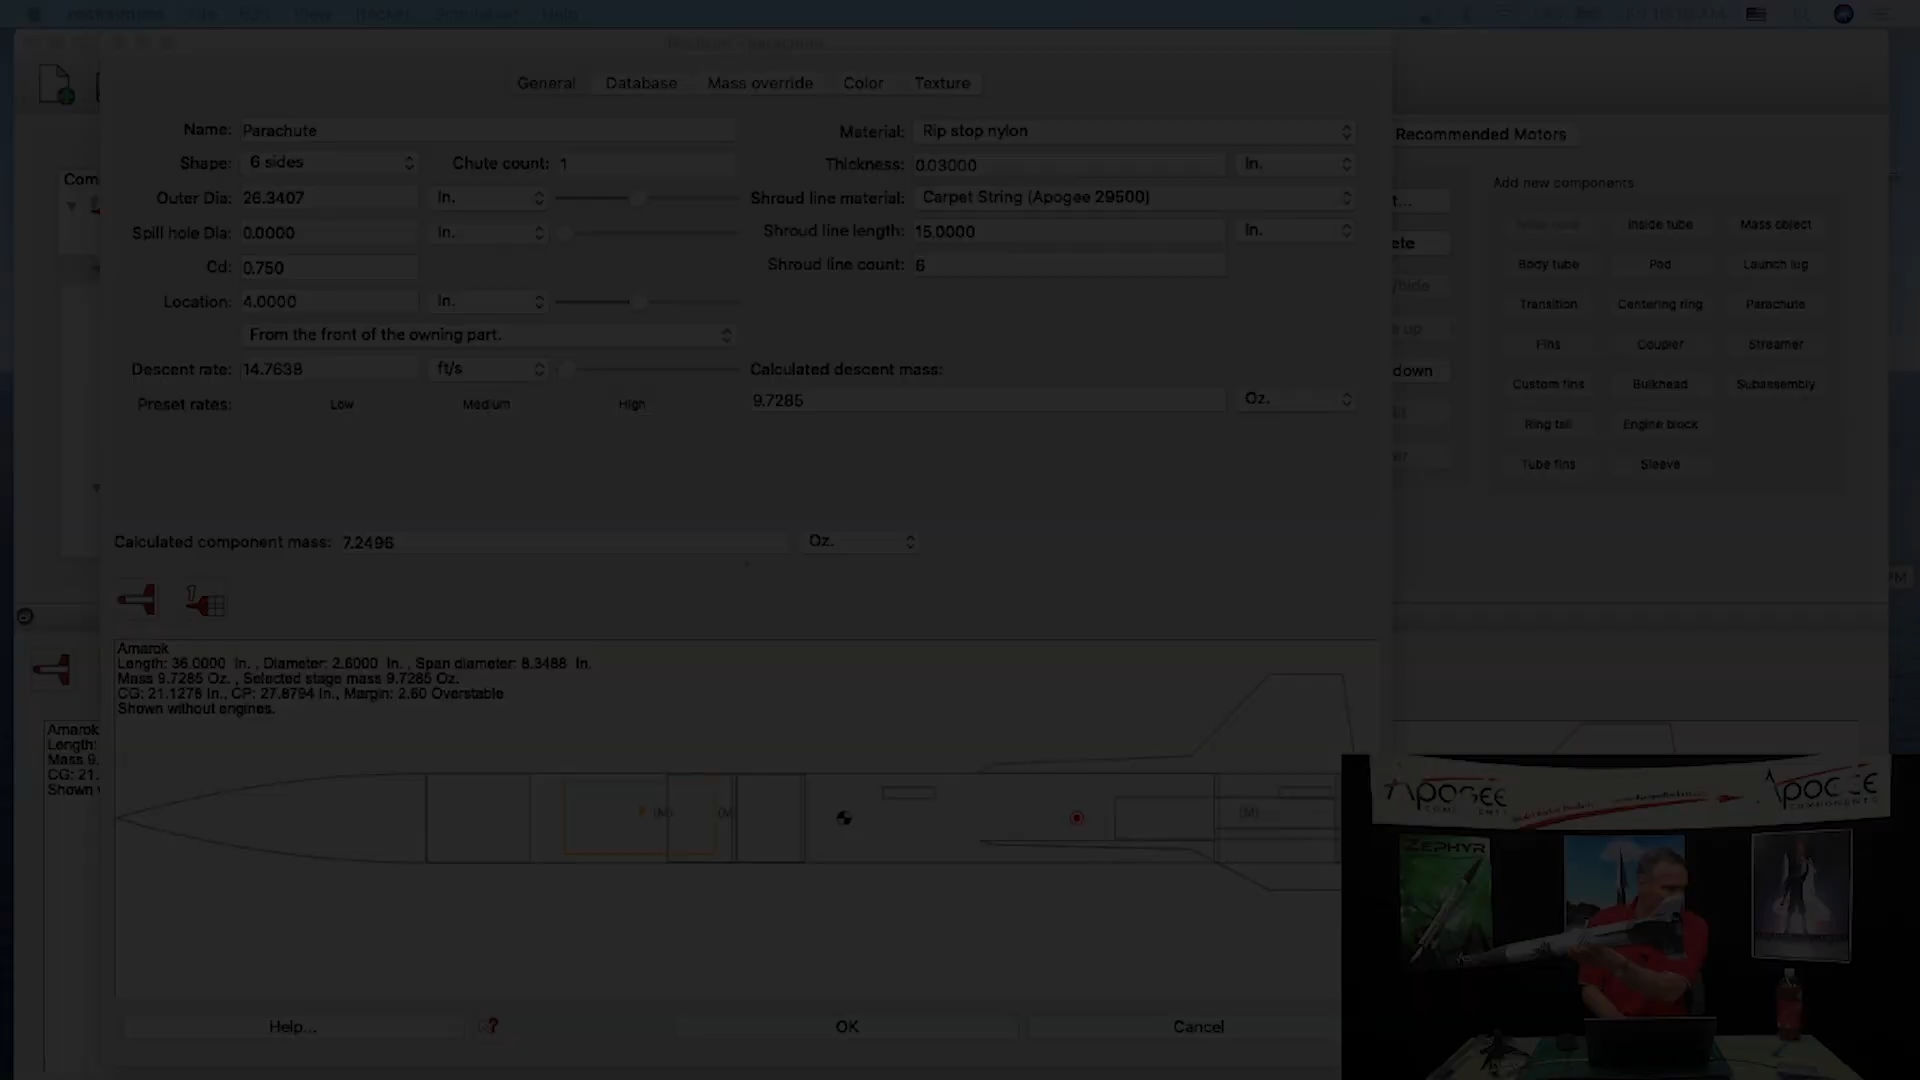 General Database Mass override Color Texture
Name: Parachute
Material: Rip stop nylon
Shape: 6 sides Chute count: 1
Thickness: 0.03000 In.
Outer Dia: 26.3407 In.
Shroud line material: Carpet String (Apogee 29500)
Spill hole Dia: 0.0000 In.
Shroud line length: 15.0000 In.
Cd: 0.750
Shroud line count: 6
Location: 4.0000 In.
From the front of the owning part.
Descent rate: 14.7638 ft/s
Calculated descent mass:
Preset rates: Low Medium High
9.7285 Oz.
Calculated component mass: 7.2496 Oz.
Amarok
Length: 36.0000 In. , Diameter: 2.6000 In. , Span diameter: 8.3488 In.
Mass 9.7285 Oz. , Selected stage mass 9.7285 Oz.
CG: 21.1278 In., CP: 27.8794 In., Margin: 2.60 Overstable
Shown without engines.
(M) (M (M)
Help... OK Cancel
Com
Amarok
Length:
Mass 9.
CG: 21.
Shown
Recommended Motors
Add new components
t...
ete
down
Inside tube Mass object
Body tube Pod Launch lug
Transition Centering ring Parachute
Fins Coupler Streamer
Custom fins Bulkhead Subassembly
Ring tail Engine block
Tube fins Sleeve
PM
Apogee
COMPONENTS
Apogee
COMPONENTS
ZEPHYR